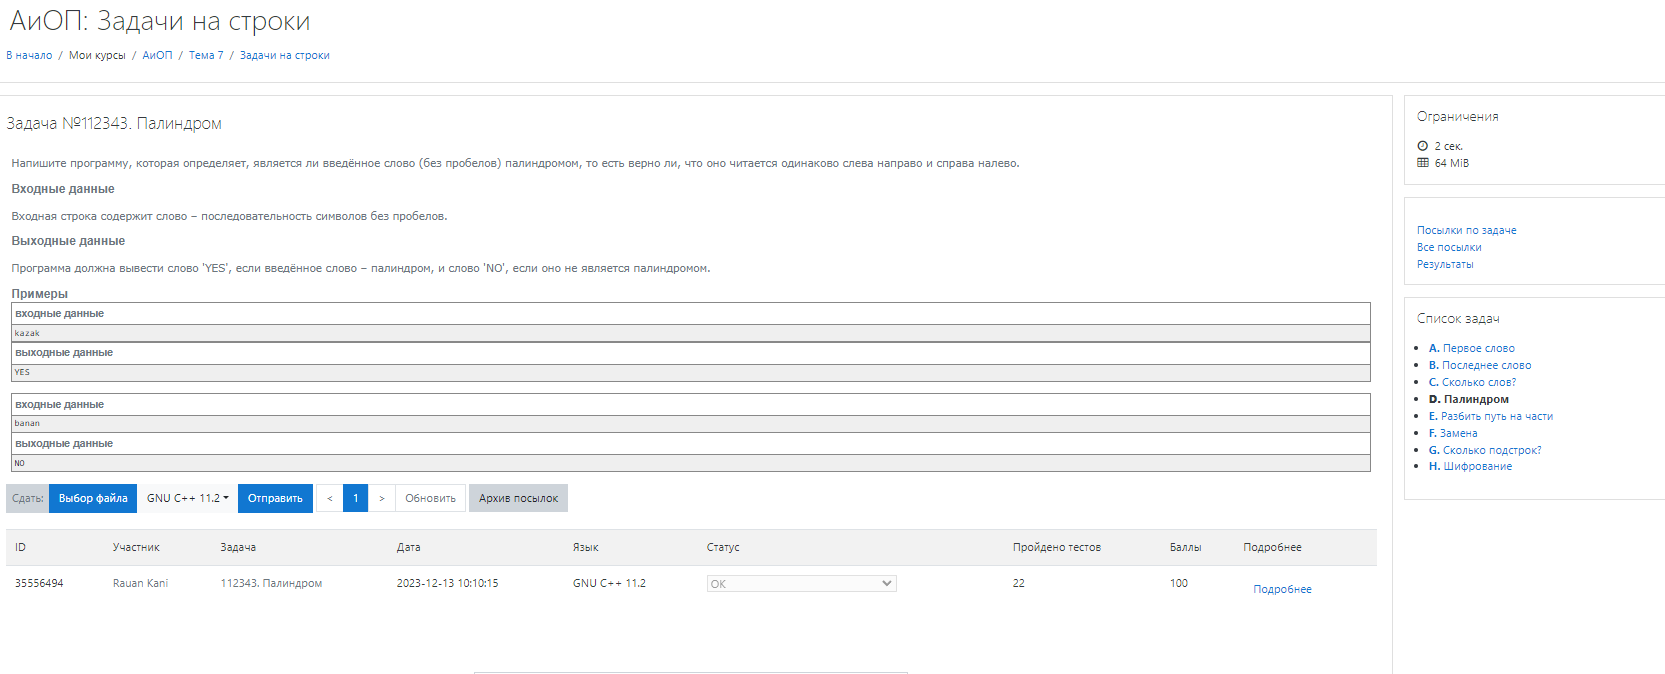 АиОП: Задачи на строки
В начало / Мои курсы / АиОП / Тема 7 / Задачи на строки
Задача №112343. Палиндром
Напишите программу, которая определяет, является ли введённое слово (без пробелов) палиндромом, то есть верно ли, что оно читается одинаково слева направо и справа налево.
Входные данные
Входная строка содержит слово – последовательность символов без пробелов.
Выходные данные
Программа должна вывести слово 'YES', если введённое слово – палиндром, и слово 'NO', если оно не является палиндромом.
Примеры
входные данные
kazak
выходные данные
YES
входные данные
banan
выходные данные
NO
Сдать: Выбор файла GNU C++ 11.2 Отправить < 1 > Обновить Архив посылок
ID Участник Задача Дата Язык Статус Пройдено тестов Баллы Подробнее
35556494 Rauan Kani 112343. Палиндром 2023-12-13 10:10:15 GNU C++ 11.2 OK 22 100 Подробнее
Ограничения
2 сек.
64 MiB
Посылки по задаче
Все посылки
Результаты
Список задач
A. Первое слово
B. Последнее слово
C. Сколько слов?
D. Палиндром
E. Разбить путь на части
F. Замена
G. Сколько подстрок?
H. Шифрование